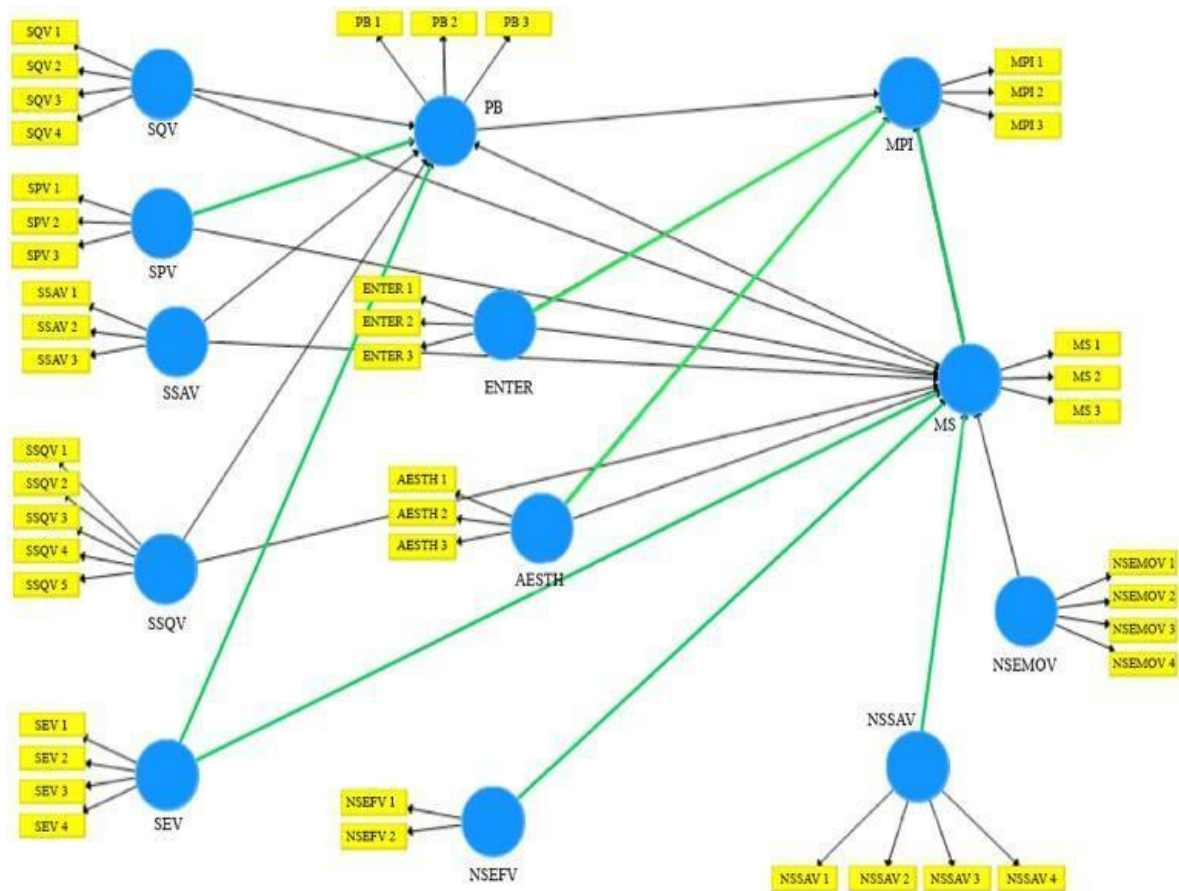 SQV 1
SQV 2
SQV 3
SQV 4
SQV
PB 1
PB 2
PB 3
PB
MPI 1
MPI 2
MPI 3
MPI
SPV 1
SPV 2
SPV 3
SPV
SSAV 1
SSAV 2
SSAV 3
SSAV
ENTER 1
ENTER 2
ENTER 3
ENTER
MS 1
MS 2
MS 3
MS
SSQV 1
SSQV 2
SSQV 3
SSQV 4
SSQV 5
SSQV
AESTH 1
AESTH 2
AESTH 3
AESTH
NSEMOV 1
NSEMOV 2
NSEMOV 3
NSEMOV 4
NSEMOV
SEV 1
SEV 2
SEV 3
SEV 4
SEV
NSEFV 1
NSEFV 2
NSEFV
NSSAV
NSSAV 1
NSSAV 2
NSSAV 3
NSSAV 4